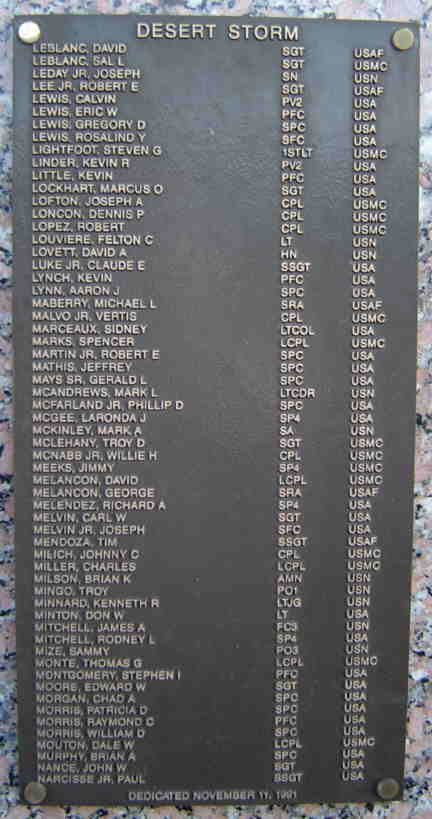 DESERT STORM
LEBLANC, DAVID SGT USAF
LEBLANC, SAL L SGT USMC
LEDAY JR, JOSEPH SN USN
LEE JR, ROBERT E SGT USAF
LEWIS, CALVIN PV2 USA
LEWIS, ERIC W PFC USA
LEWIS, GREGORY D SPC USA
LEWIS, ROSALIND Y SFC USA
LIGHTFOOT, STEVEN G 1STLT USMC
LINDER, KEVIN R PV2 USA
LITTLE, KEVIN PFC USA
LOCKHART, MARCUS O SGT USA
LOFTON, JOSEPH A CPL USMC
LONCON, DENNIS P CPL USMC
LOPEZ, ROBERT CPL USMC
LOUVIERE, FELTON C LT USN
LOVETT, DAVID A HN USN
LUKE JR, CLAUDE E SSGT USA
LYNCH, KEVIN PFC USA
LYNN, AARON J SPC USA
MABERRY, MICHAEL L SRA USAF
MALVO JR, VERTIS CPL USMC
MARCEAUX, SIDNEY LTCOL USA
MARKS, SPENCER LCPL USMC
MARTIN JR, ROBERT E SPC USA
MATHIS, JEFFREY SPC USA
MAYS SR, GERALD L SPC USA
MCANDREWS, MARK L LTCDR USN
MCFARLAND JR, PHILLIP D SPC USA
MCGEE, LARONDA J SP4 USA
MCKINLEY, MARK A SA USN
MCLEHANY, TROY D SGT USMC
MCNABB JR, WILLIE H CPL USMC
MEEKS, JIMMY SP4 USMC
MELANCON, DAVID LCPL USMC
MELANCON, GEORGE SRA USAF
MELENDEZ, RICHARD A SP4 USA
MELVIN, CARL W SGT USA
MELVIN JR, JOSEPH SFC USA
MENDOZA, TIM SSGT USAF
MILICH, JOHNNY C CPL USMC
MILLER, CHARLES LCPL USMC
MILSON, BRIAN K AMN USN
MINGO, TROY PO1 USN
MINNARD, KENNETH R LTJG USN
MINTON, DON W LT USA
MITCHELL, JAMES A FC3 USN
MITCHELL, RODNEY L SP4 USA
MIZE, SAMMY PO3 USN
MONTE, THOMAS G LCPL USMC
MONTGOMERY, STEPHEN I PFC USA
MOORE, EDWARD W SGT USA
MORGAN, CHAD A SPC USA
MORRIS, PATRICIA D SPC USA
MORRIS, RAYMOND C PFC USA
MORRIS, WILLIAM D SPC USA
MOUTON, DALE W LCPL USMC
MURPHY, BRIAN A SPC USA
NANCE, JOHN W SGT USA
NARCISSE JR, PAUL SSGT USA
DEDICATED NOVEMBER 11, 1991